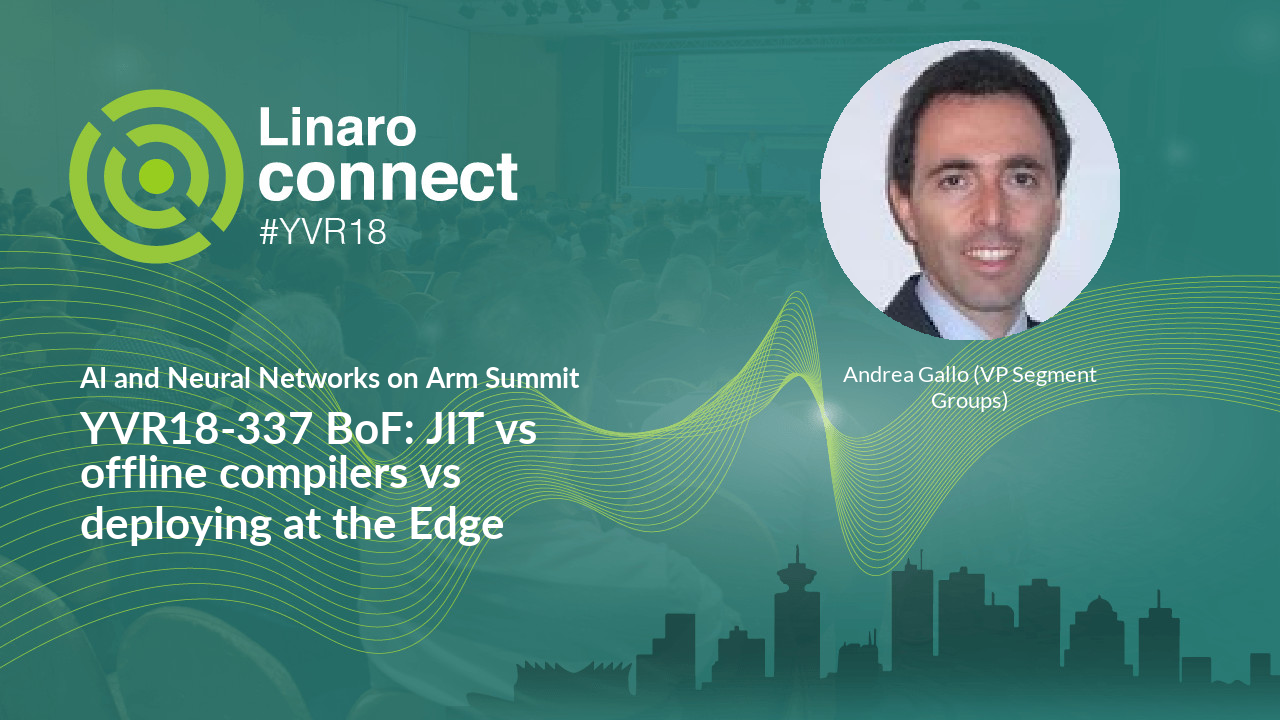 Linaro
connect
#YVR18
AI and Neural Networks on Arm Summit
YVR18-337 BoF: JIT vs
offline compilers vs
deploying at the Edge
Andrea Gallo (VP Segment
Groups)